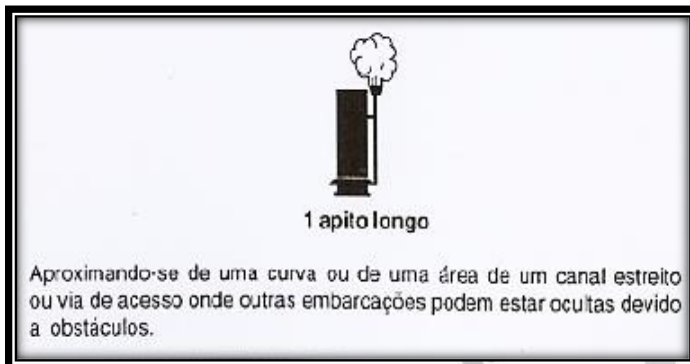 1 apito longo
Aproximando-se de uma curva ou de uma área de um canal estreito
ou via de acesso onde outras embarcações podem estar ocultas devido
a obstáculos.